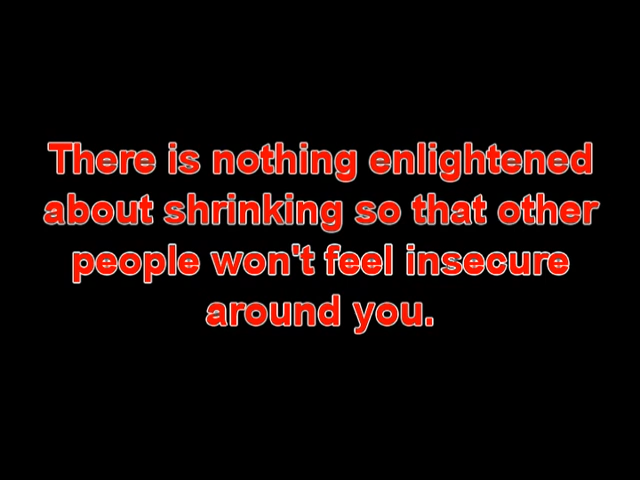 There is nothing enlightened
about shrinking so that other
people won't feel insecure
around you.